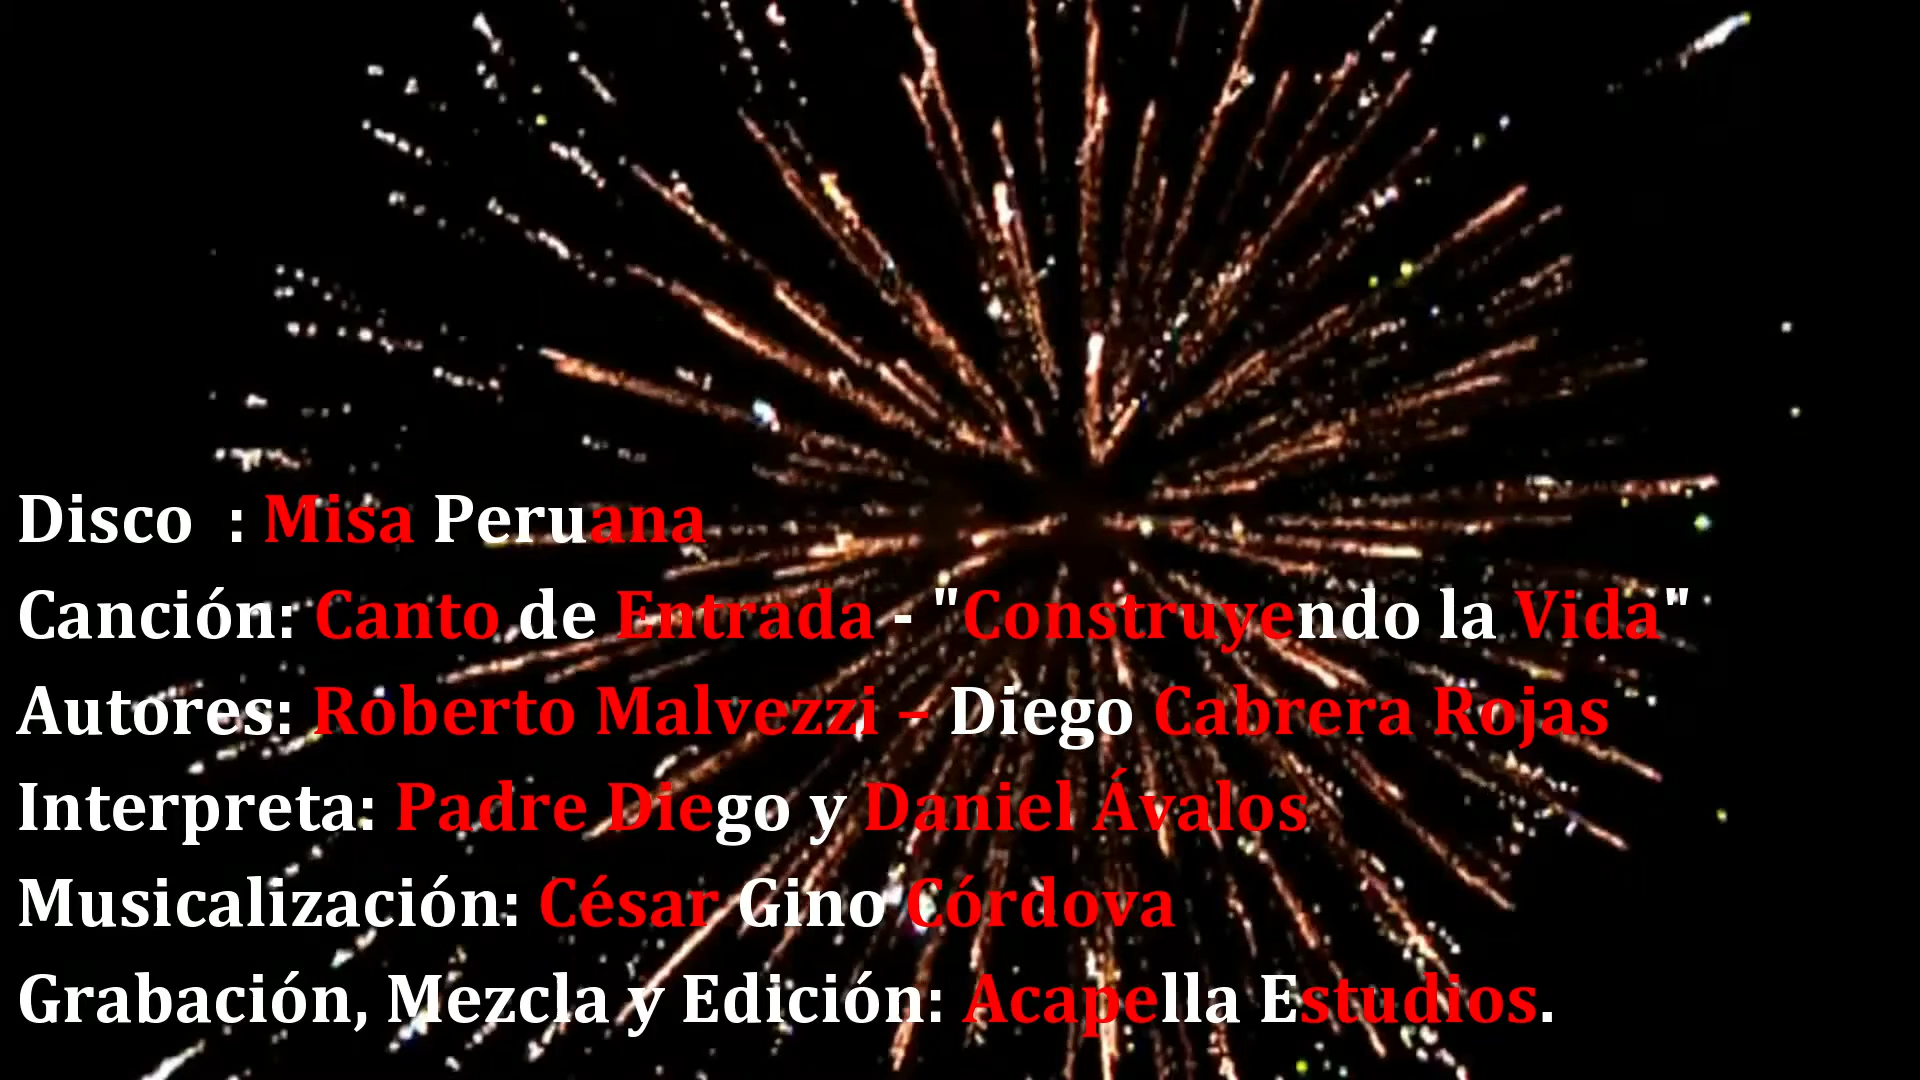 Disco  : Misa Peruana
Canción: Canto de Entrada - "Construyendo la Vida"
Autores: Roberto Malvezzi – Diego Cabrera Rojas
Interpreta: Padre Diego y Daniel Ávalos
Musicalización: César Gino Córdova
Grabación, Mezcla y Edición: Acapella Estudios.